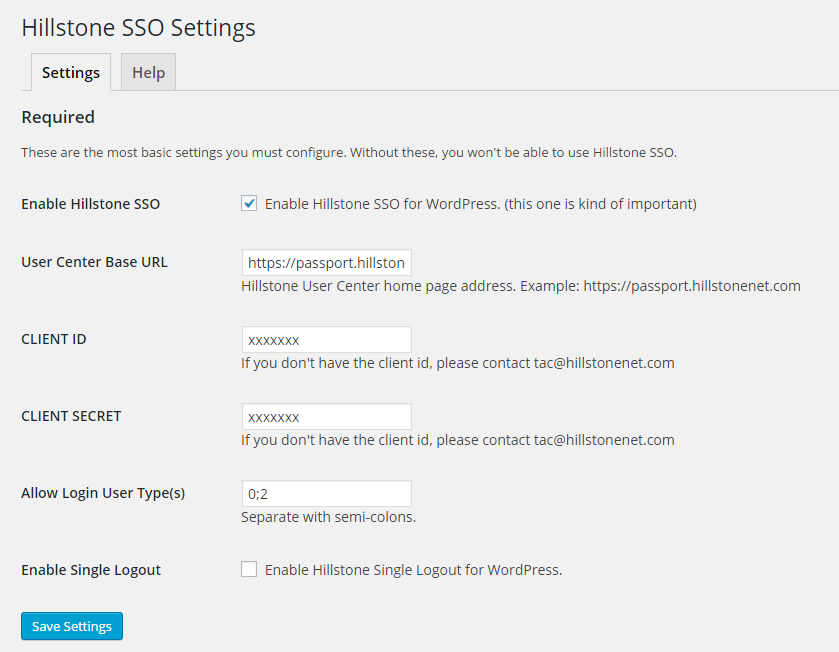 Hillstone SSO Settings
Settings Help
Required
These are the most basic settings you must configure. Without these, you won't be able to use Hillstone SSO.
Enable Hillstone SSO Enable Hillstone SSO for WordPress. (this one is kind of important)
User Center Base URL https://passport.hillston
Hillstone User Center home page address. Example: https://passport.hillstonenet.com
CLIENT ID xxxxxxx
If you don't have the client id, please contact tac@hillstonenet.com
CLIENT SECRET xxxxxxx
If you don't have the client id, please contact tac@hillstonenet.com
Allow Login User Type(s) 0;2
Separate with semi-colons.
Enable Single Logout Enable Hillstone Single Logout for WordPress.
Save Settings